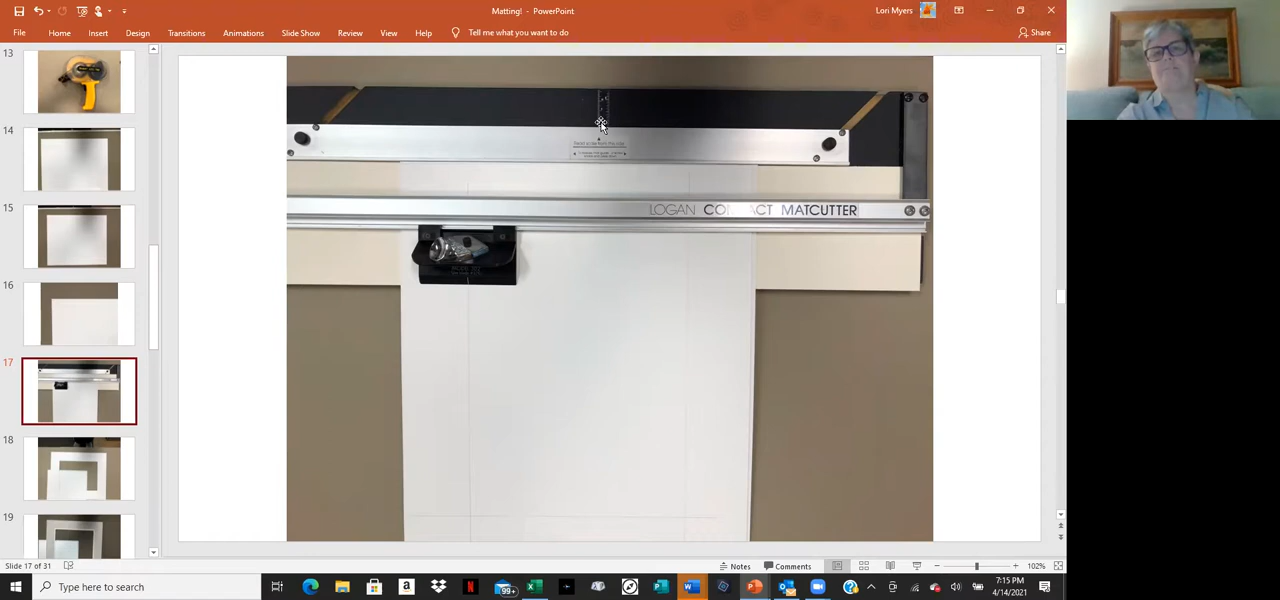 Matting! - PowerPoint
Lori Myers
File Home Insert Design Transitions Animations Slide Show Review View Help Tell me what you want to do
Share
13
14
15
16
17
18
19
LOGAN MATCUTTER
Slide 17 of 31
Notes Comments
102%
Type here to search
99+
7:15 PM
4/14/2021